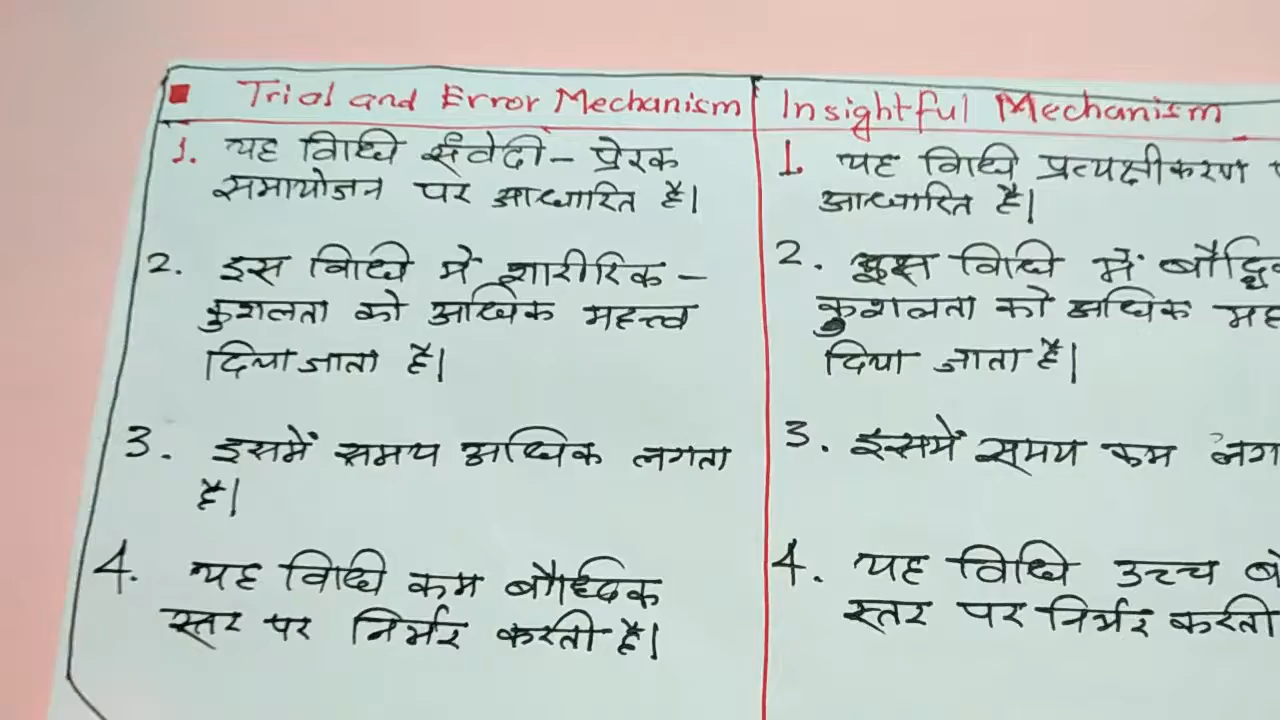 Trial and Error Mechanism
1. यह विधि संवेदी - प्रेरक
समायोजन पर आधारित है।
2. इस विधि में शारीरिक -
कुशलता को अधिक महत्त्व
दिया जाता है।
3. इसमें समय अधिक लगता
है।
4. यह विधि कम बौध्दिक
स्तर पर निर्भर करती है।
Insightful Mechanism
1. यह विधि प्रत्यक्षीकरण
आधारित है।
2. इस विधि में
कुशलता को अधिक
दिया जाता है।
3. इसमें समय कम
4. यह विधि उच्च
स्तर पर निर्भर करती